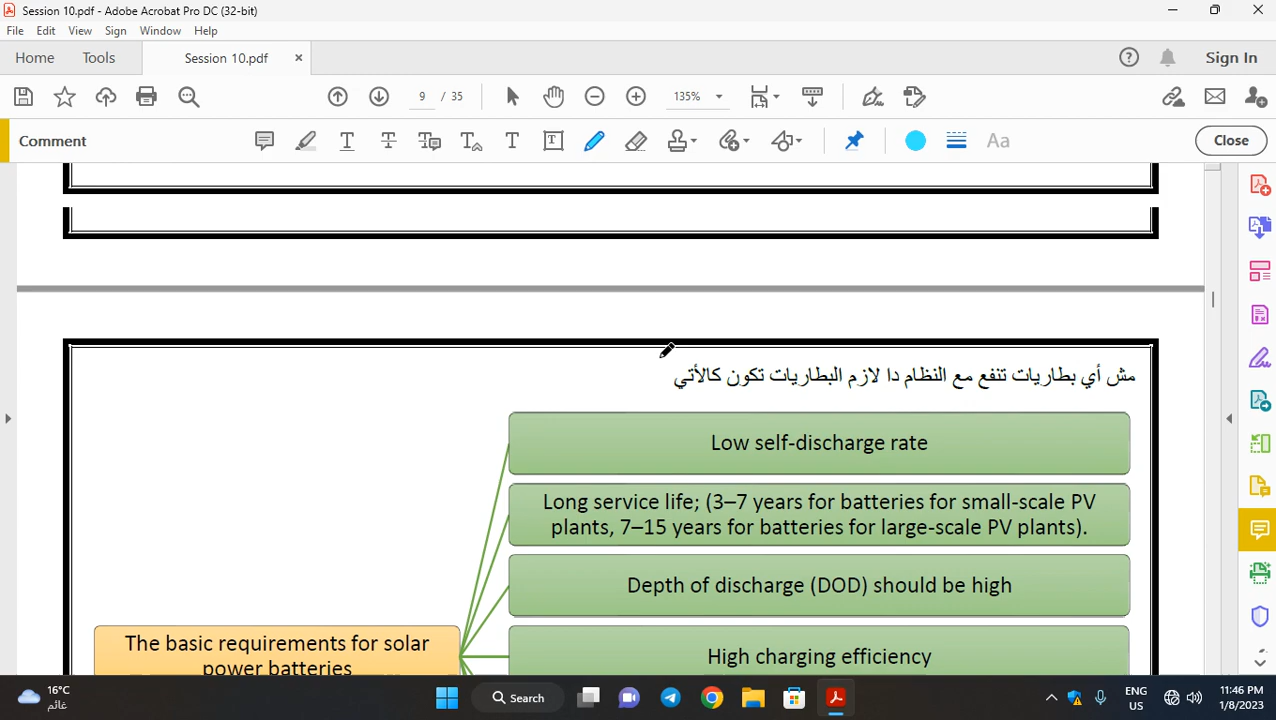 Session 10.pdf - Adobe Acrobat Pro DC (32-bit)
File Edit View Sign Window Help
Home Tools Session 10.pdf × Sign In
9 / 35 135%
Comment Aa Close
مش أي بطاريات تنفع مع النظام دا لازم البطاريات تكون كالأتي
Low self-discharge rate
Long service life; (3–7 years for batteries for small-scale PV
plants, 7–15 years for batteries for large-scale PV plants).
Depth of discharge (DOD) should be high
The basic requirements for solar
power batteries
High charging efficiency
16°C
غائم
Search
ENG
US
11:46 PM
1/8/2023